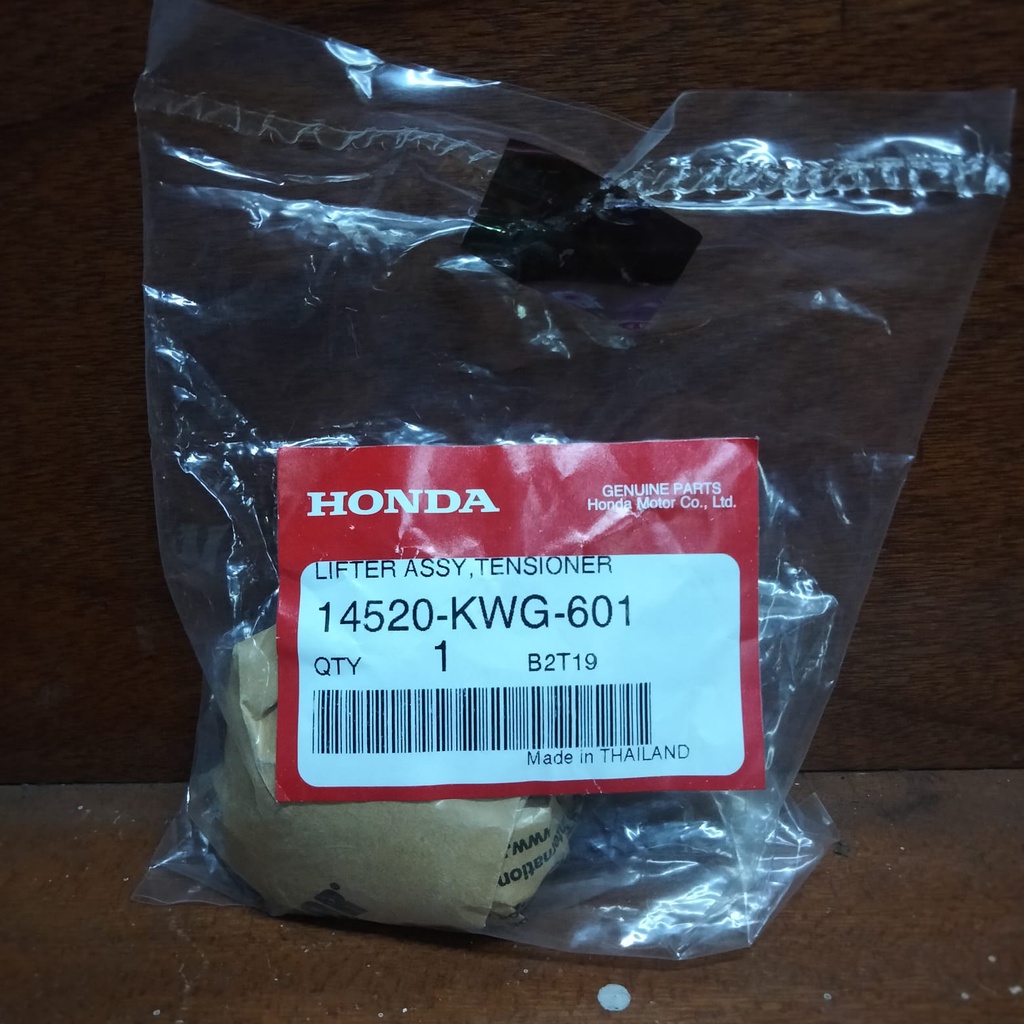 HONDA
GENUINE PARTS
Honda Motor Co., Ltd.
LIFTER ASSY,TENSIONER
14520-KWG-601
QTY 1 B2T19
Made in THAILAND
www.